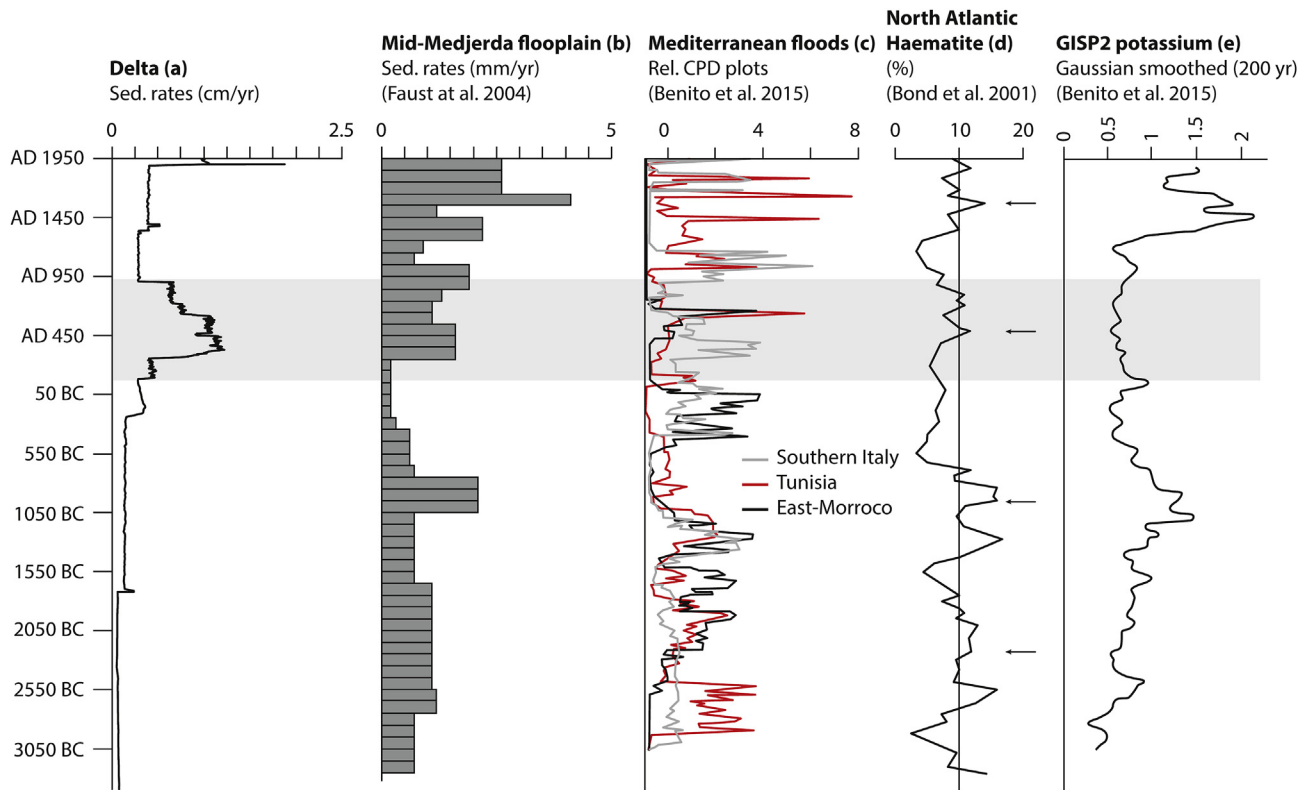 Delta (a)
Sed. rates (cm/yr)
0
2.5
Mid-Medjerda flooplain (b)
Sed. rates (mm/yr)
(Faust at al. 2004)
0
5
Mediterranean floods (c)
Rel. CPD plots
(Benito et al. 2015)
0
4
8
North Atlantic
Haematite (d)
(%)
(Bond et al. 2001)
0
10
20
GISP2 potassium (e)
Gaussian smoothed (200 yr)
(Benito et al. 2015)
0
0.5
1
1.5
2
AD 1950
AD 1450
AD 950
AD 450
50 BC
550 BC
1050 BC
1550 BC
2050 BC
2550 BC
3050 BC
Southern Italy
Tunisia
East-Morroco